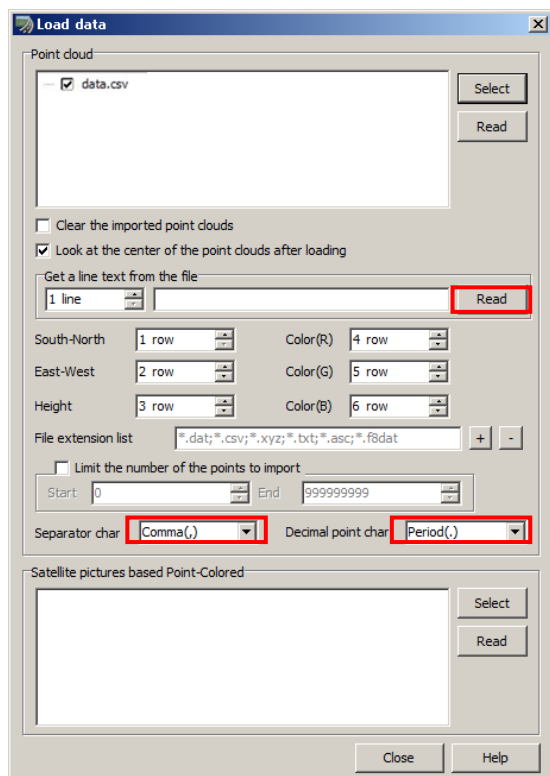 Load data
Point cloud
data.csv
Select
Read
Clear the imported point clouds
Look at the center of the point clouds after loading
Get a line text from the file
1 line Read
South-North 1 row Color(R) 4 row
East-West 2 row Color(G) 5 row
Height 3 row Color(B) 6 row
File extension list *.dat;*.csv;*.xyz;*.txt;*.asc;*.f8dat + -
Limit the number of the points to import
Start 0 End 999999999
Separator char Comma(,) Decimal point char Period(.)
Satellite pictures based Point-Colored
Select
Read
Close Help